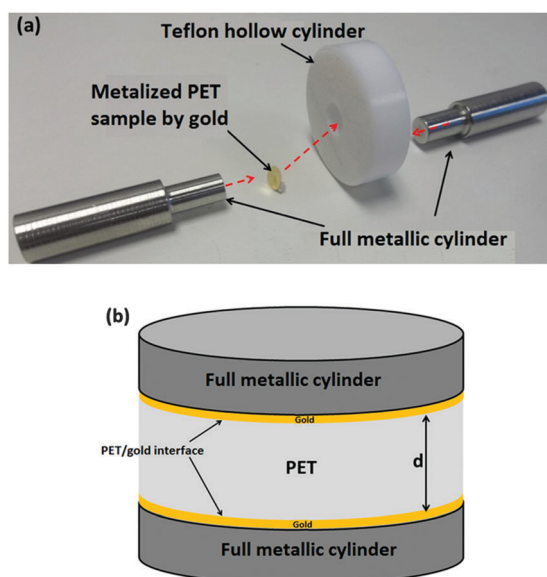 (a)
Teflon hollow cylinder
Metalized PET
sample by gold
Full metallic cylinder
(b)
Full metallic cylinder
Gold
PET/gold interface
PET
d
Gold
Full metallic cylinder